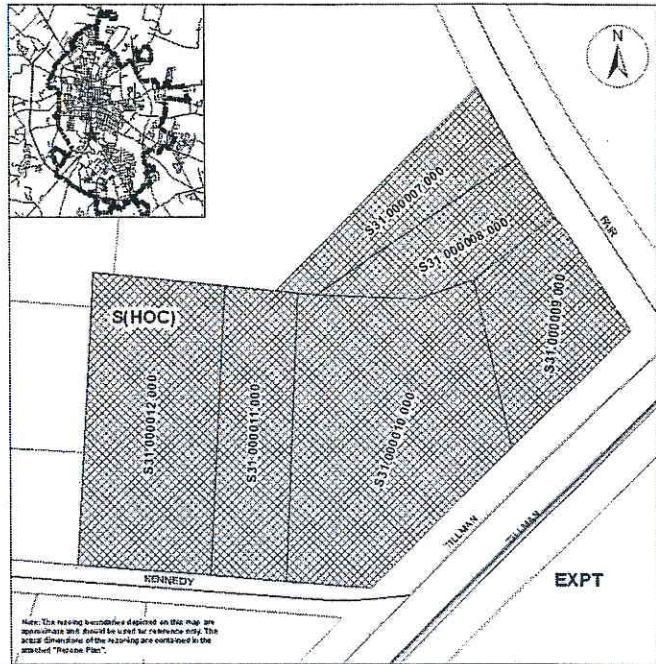 N
S31 000007.000
S31 000008.000
FAIR
S31 000009.000
S(HOC)
S31 000012.000
S31 000011.000
S31 000010.000
TILLMAN
TILLMAN
KENNEDY
EXPT
Note: The rezoning boundaries depicted on this map are
approximate and should be used for reference only. The
actual dimensions of the rezoning are contained in the
attached "Rezone Plan".